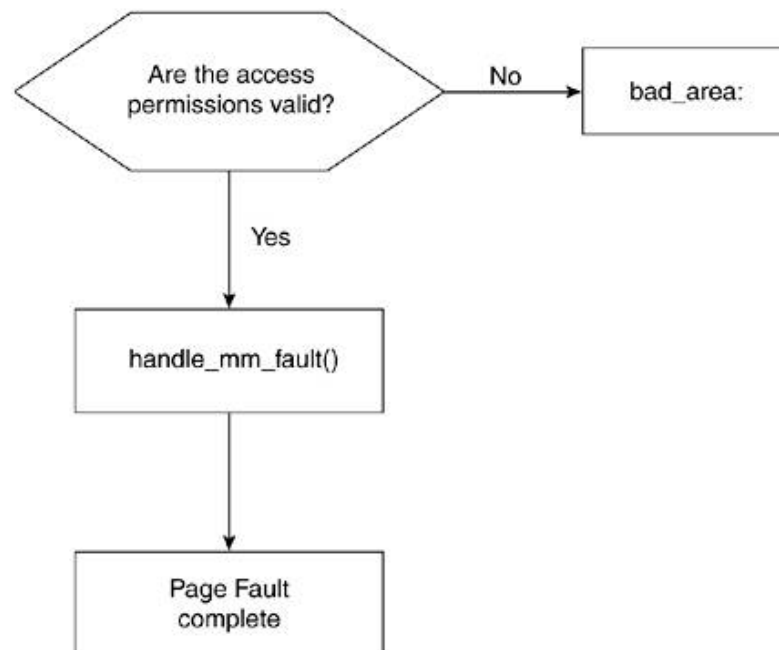 Are the access
permissions valid?
No
bad_area:
Yes
handle_mm_fault()
Page Fault
complete